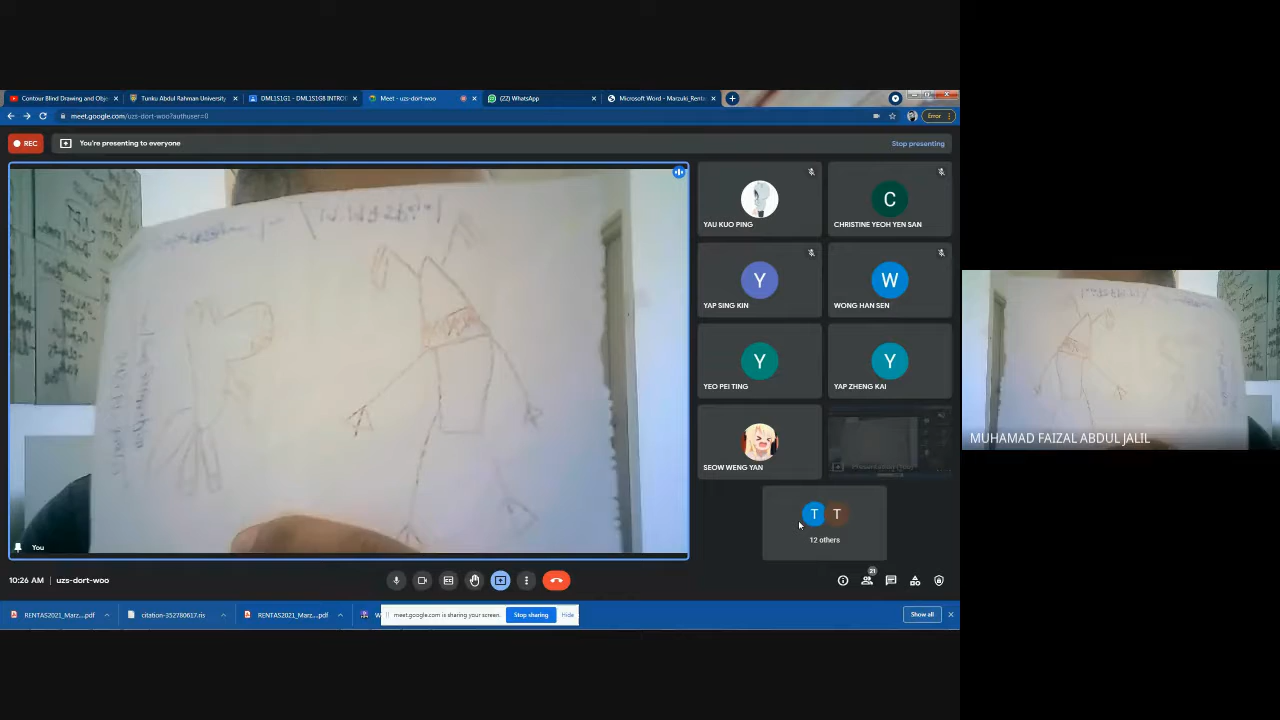 Contour Blind Drawing and Obje
Tunku Abdul Rahman University
DML1S1G1 - DML1S1G8 INTROD
Meet - uzs-dort-woo
(22) WhatsApp
Microsoft Word - Marzuki_Renta
meet.google.com/uzs-dort-woo?authuser=0
Error
REC
You're presenting to everyone
Stop presenting
YAU KUO PING
C
CHRISTINE YEOH YEN SAN
Y
YAP SING KIN
W
WONG HAN SEN
Y
YEO PEI TING
Y
YAP ZHENG KAI
SEOW WENG YAN
T T
12 others
You
MUHAMAD FAIZAL ABDUL JALIL
10:26 AM | uzs-dort-woo
21
RENTAS2021_Marz....pdf
citation-352780617.ris
RENTAS2021_Marz....pdf
W
meet.google.com is sharing your screen.
Stop sharing
Hide
Show all